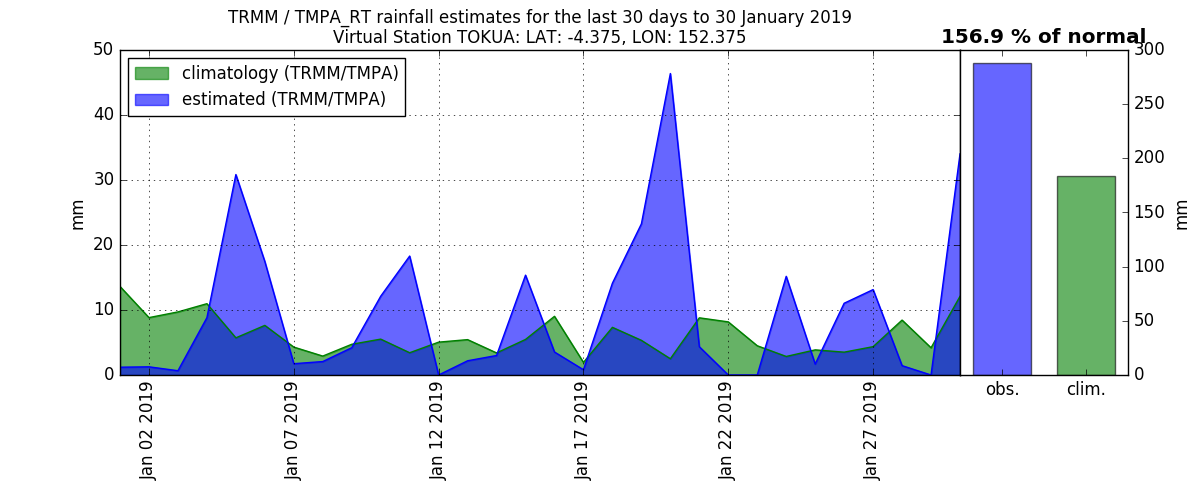 TRMM / TMPA_RT rainfall estimates for the last 30 days to 30 January 2019
Virtual Station TOKUA: LAT: -4.375, LON: 152.375
156.9 % of normal
climatology (TRMM/TMPA)
estimated (TRMM/TMPA)
50
40
30
20
10
0
mm
Jan 02 2019
Jan 07 2019
Jan 12 2019
Jan 17 2019
Jan 22 2019
Jan 27 2019
300
250
200
150
100
50
0
mm
obs.
clim.